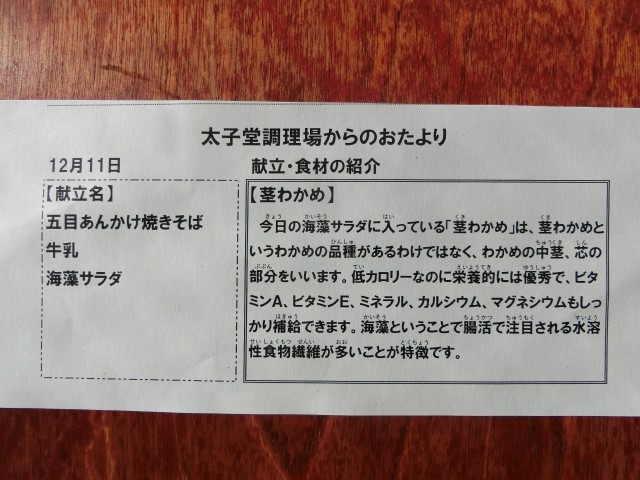 太子堂調理場からのおたより
12月11日
献立・食材の紹介
【献立名】
五目あんかけ焼きそば
牛乳
海藻サラダ
【茎わかめ】
今日の海藻サラダに入っている「茎わかめ」は、茎わかめと
いうわかめの品種があるわけではなく、わかめの中茎、芯の
部分をいいます。低カロリーなのに栄養的には優秀で、ビタ
ミンA、ビタミンE、ミネラル、カルシウム、マグネシウムもしっ
かり補給できます。海藻ということで腸活で注目される水溶
性食物繊維が多いことが特徴です。